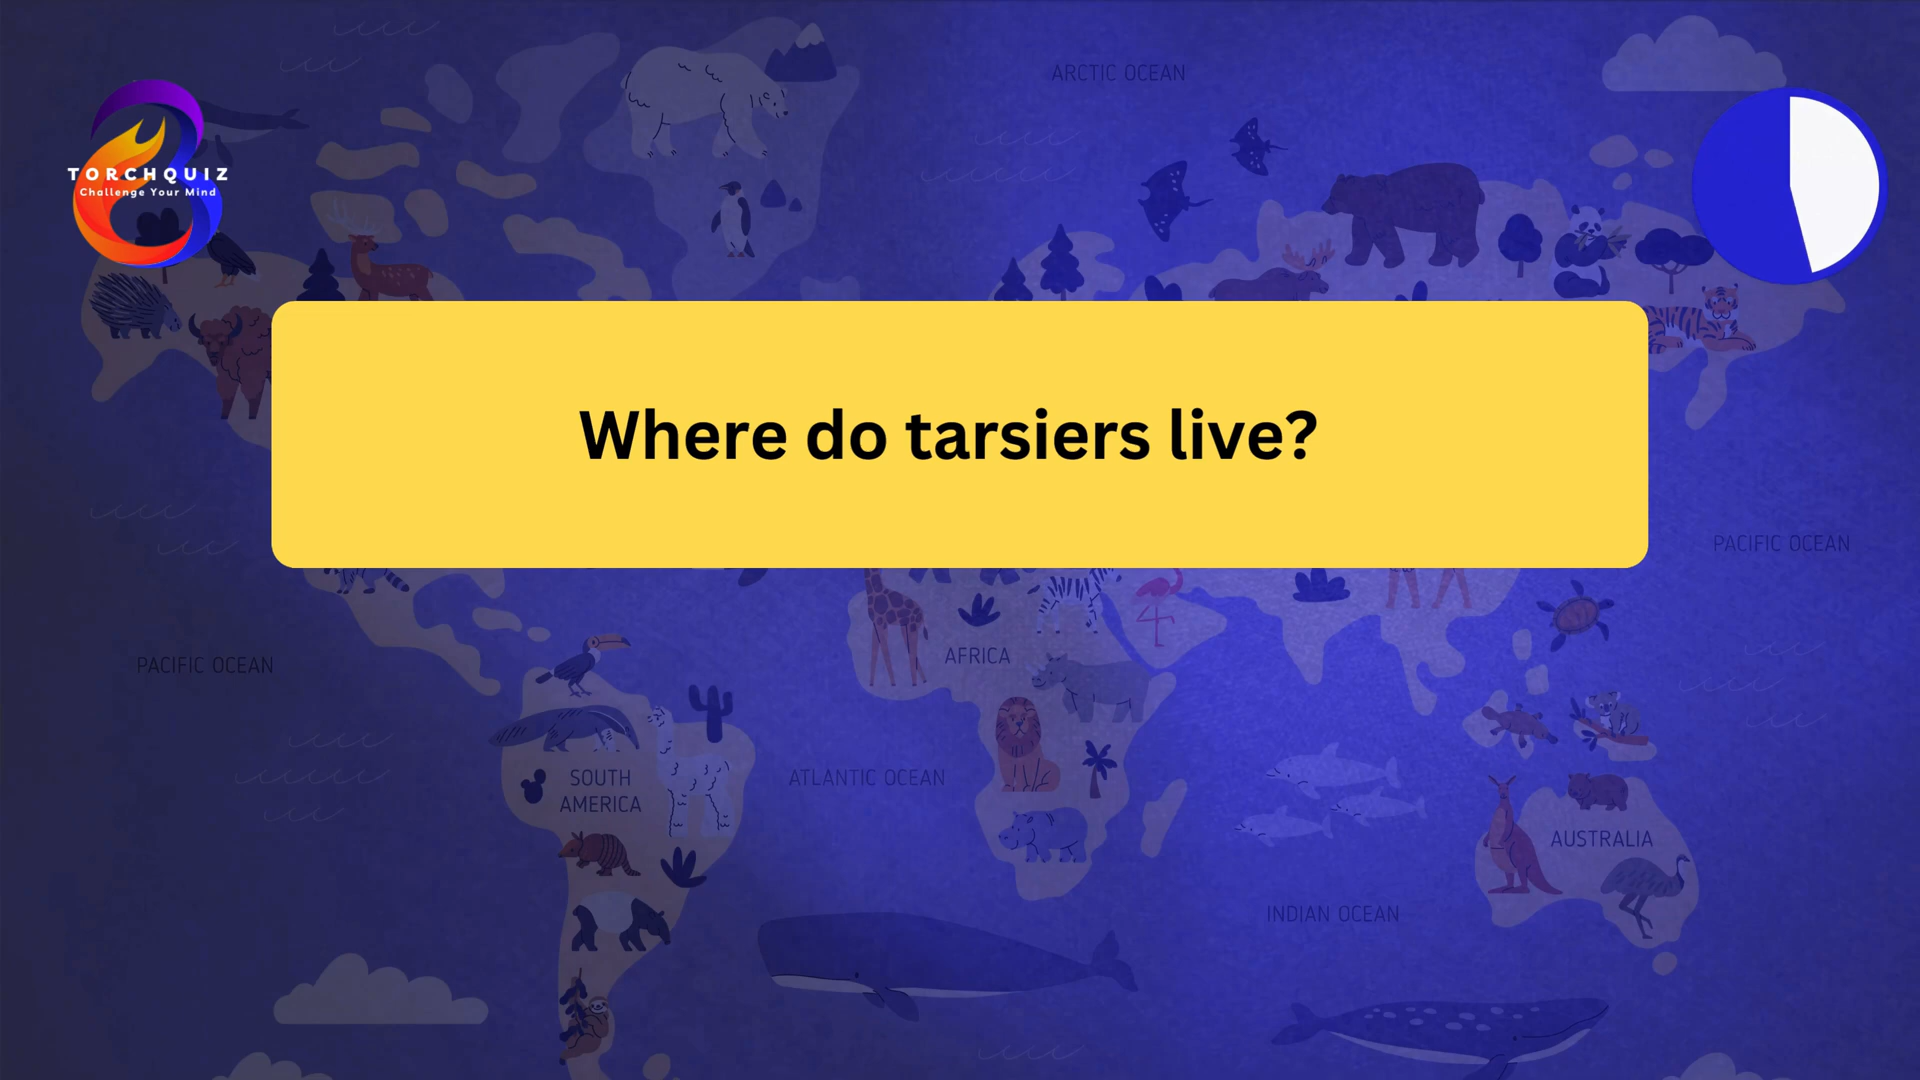 ARCTIC OCEAN
TORCHQUIZ
Challenge Your Mind
Where do tarsiers live?
PACIFIC OCEAN
AFRICA
PACIFIC OCEAN
SOUTH
AMERICA
ATLANTIC OCEAN
AUSTRALIA
INDIAN OCEAN